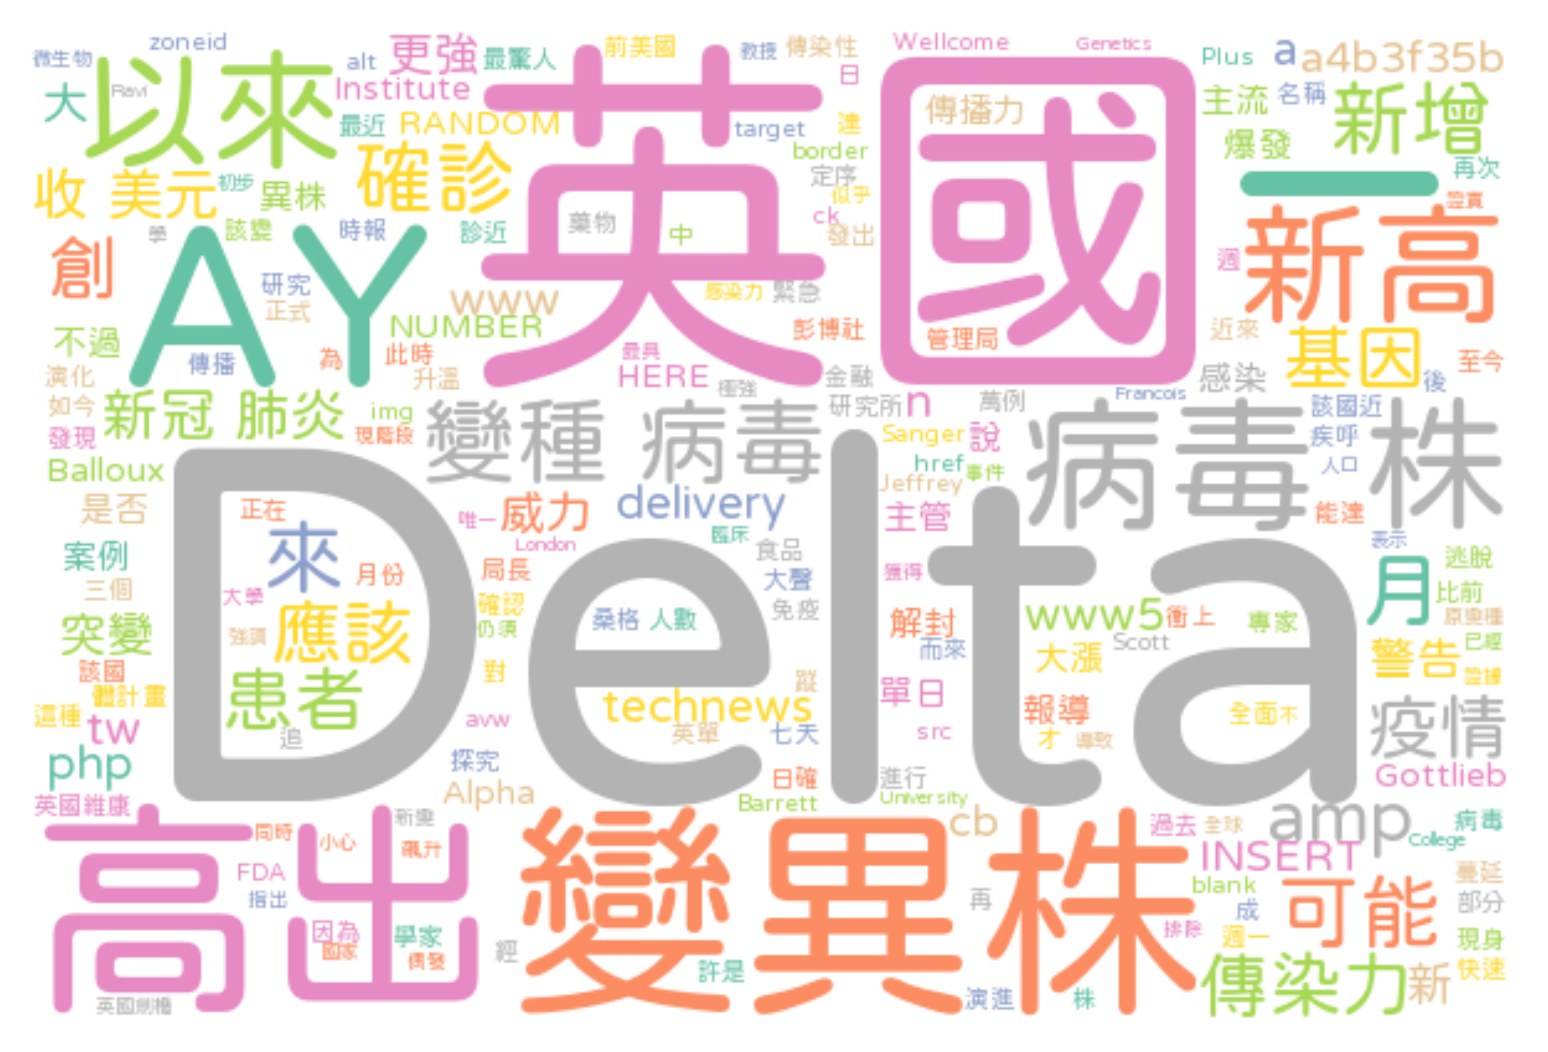 微生物 zoneid alt 更強 最驚人 前美國 教授 傳染性 Wellcome Genetics Plus a a4b3f35b
大 Ravi 以來 Institute 日 主流 名稱 新增
最近 RANDOM 英國 target 達 傳播力 爆發
收 美元 初步 異株 確診 border 定序 似乎 一 再次
學 該變 時報 診近 藥物 中 ck 發出 證實
創 AY 研究 週 新高
正式 www 感染力 緊急
不過 NUMBER 彭博社 管理局 近來 基因
傳播 為 此時 最具 至今
演化 升溫 HERE 極強 金融 感染 後
如今 新冠 肺炎 img 變種 病毒 研究所 n 萬例 Francois 該國近 病毒 株
發現 現階段 Sanger 說 疾呼
Balloux href 事件 人口
Jeffrey
是否 正在 唯一 威力 delivery 主管 能達
案例 來 London 臨床 食品 表示 逃脫
三個 大學 月份 局長 大聲 獲得 月 比前
Delta
突變 強調 應該 確認 仍須 桑格 人數 免疫 解封 www5 衝上 專家 原變種
該國 而來 Scott 已經
體計畫 患者 對 蹤 大漲 警告 證據
這種 tw 追 avw technews 單日 報導 全面不 疫情
英單 七天 src 才 導致
php 探究 日確 進行 Gottlieb
英國維康 Alpha Barrett University
高出 同時 小心 新變 飆升 變異株 cb 過去 全球 amp College 病毒
FDA INSERT 蔓延
指出 再 blank 可能 部分
因為 國家 學家 偶發 經 排除 成 週一 現身
許是 傳染力 新 快速
英國劍橋 演進 株